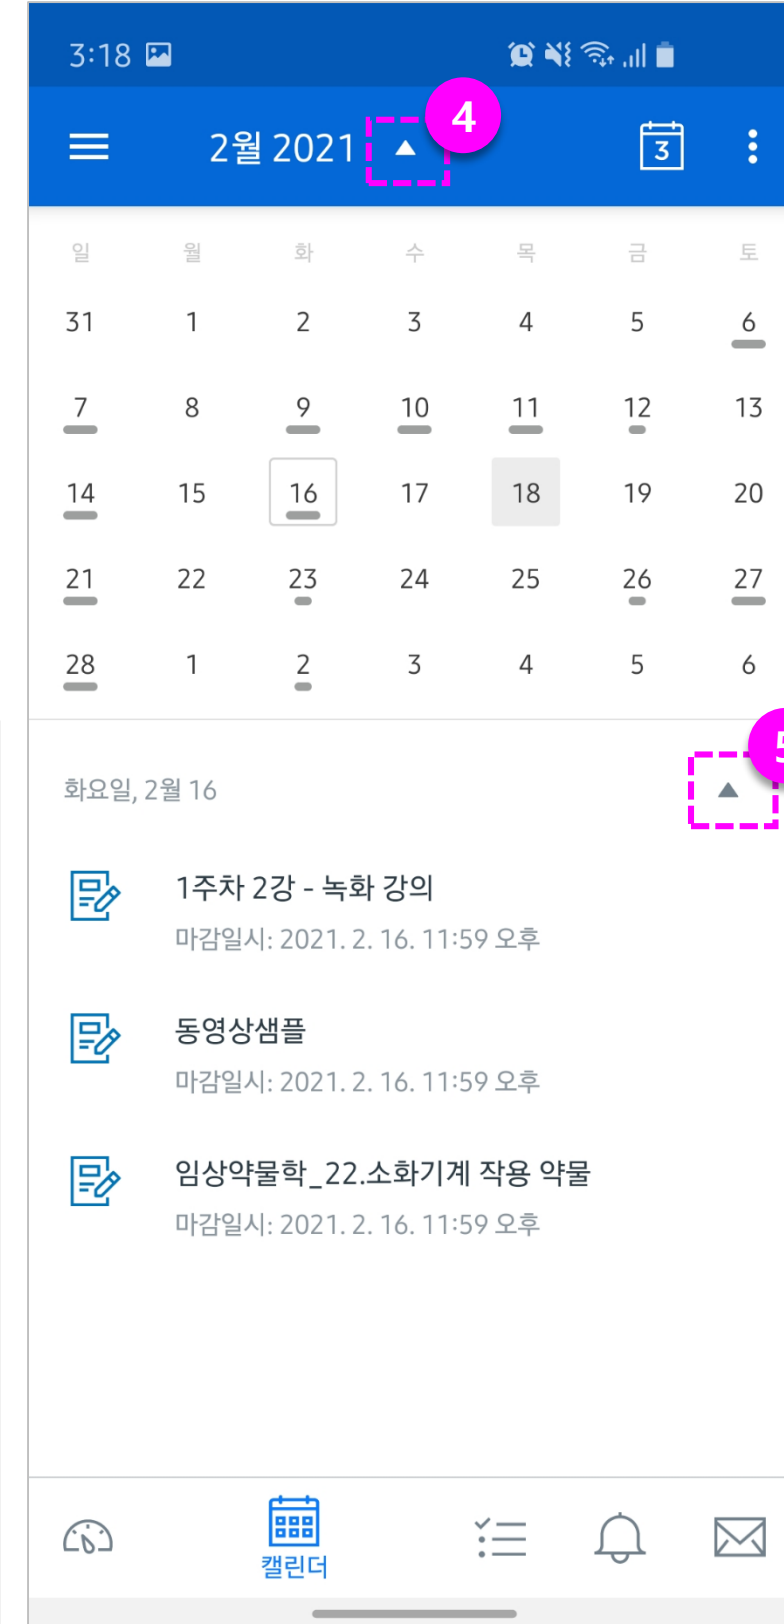 3:18
4
2월 2021
3
일 월 화 수 목 금 토
31 1 2 3 4 5 6
7 8 9 10 11 12 13
14 15 16 17 18 19 20
21 22 23 24 25 26 27
28 1 2 3 4 5 6
5
화요일, 2월 16
1주차 2강 - 녹화 강의
마감일시: 2021. 2. 16. 11:59 오후
동영상샘플
마감일시: 2021. 2. 16. 11:59 오후
임상약물학_22.소화기계 작용 약물
마감일시: 2021. 2. 16. 11:59 오후
캘린더